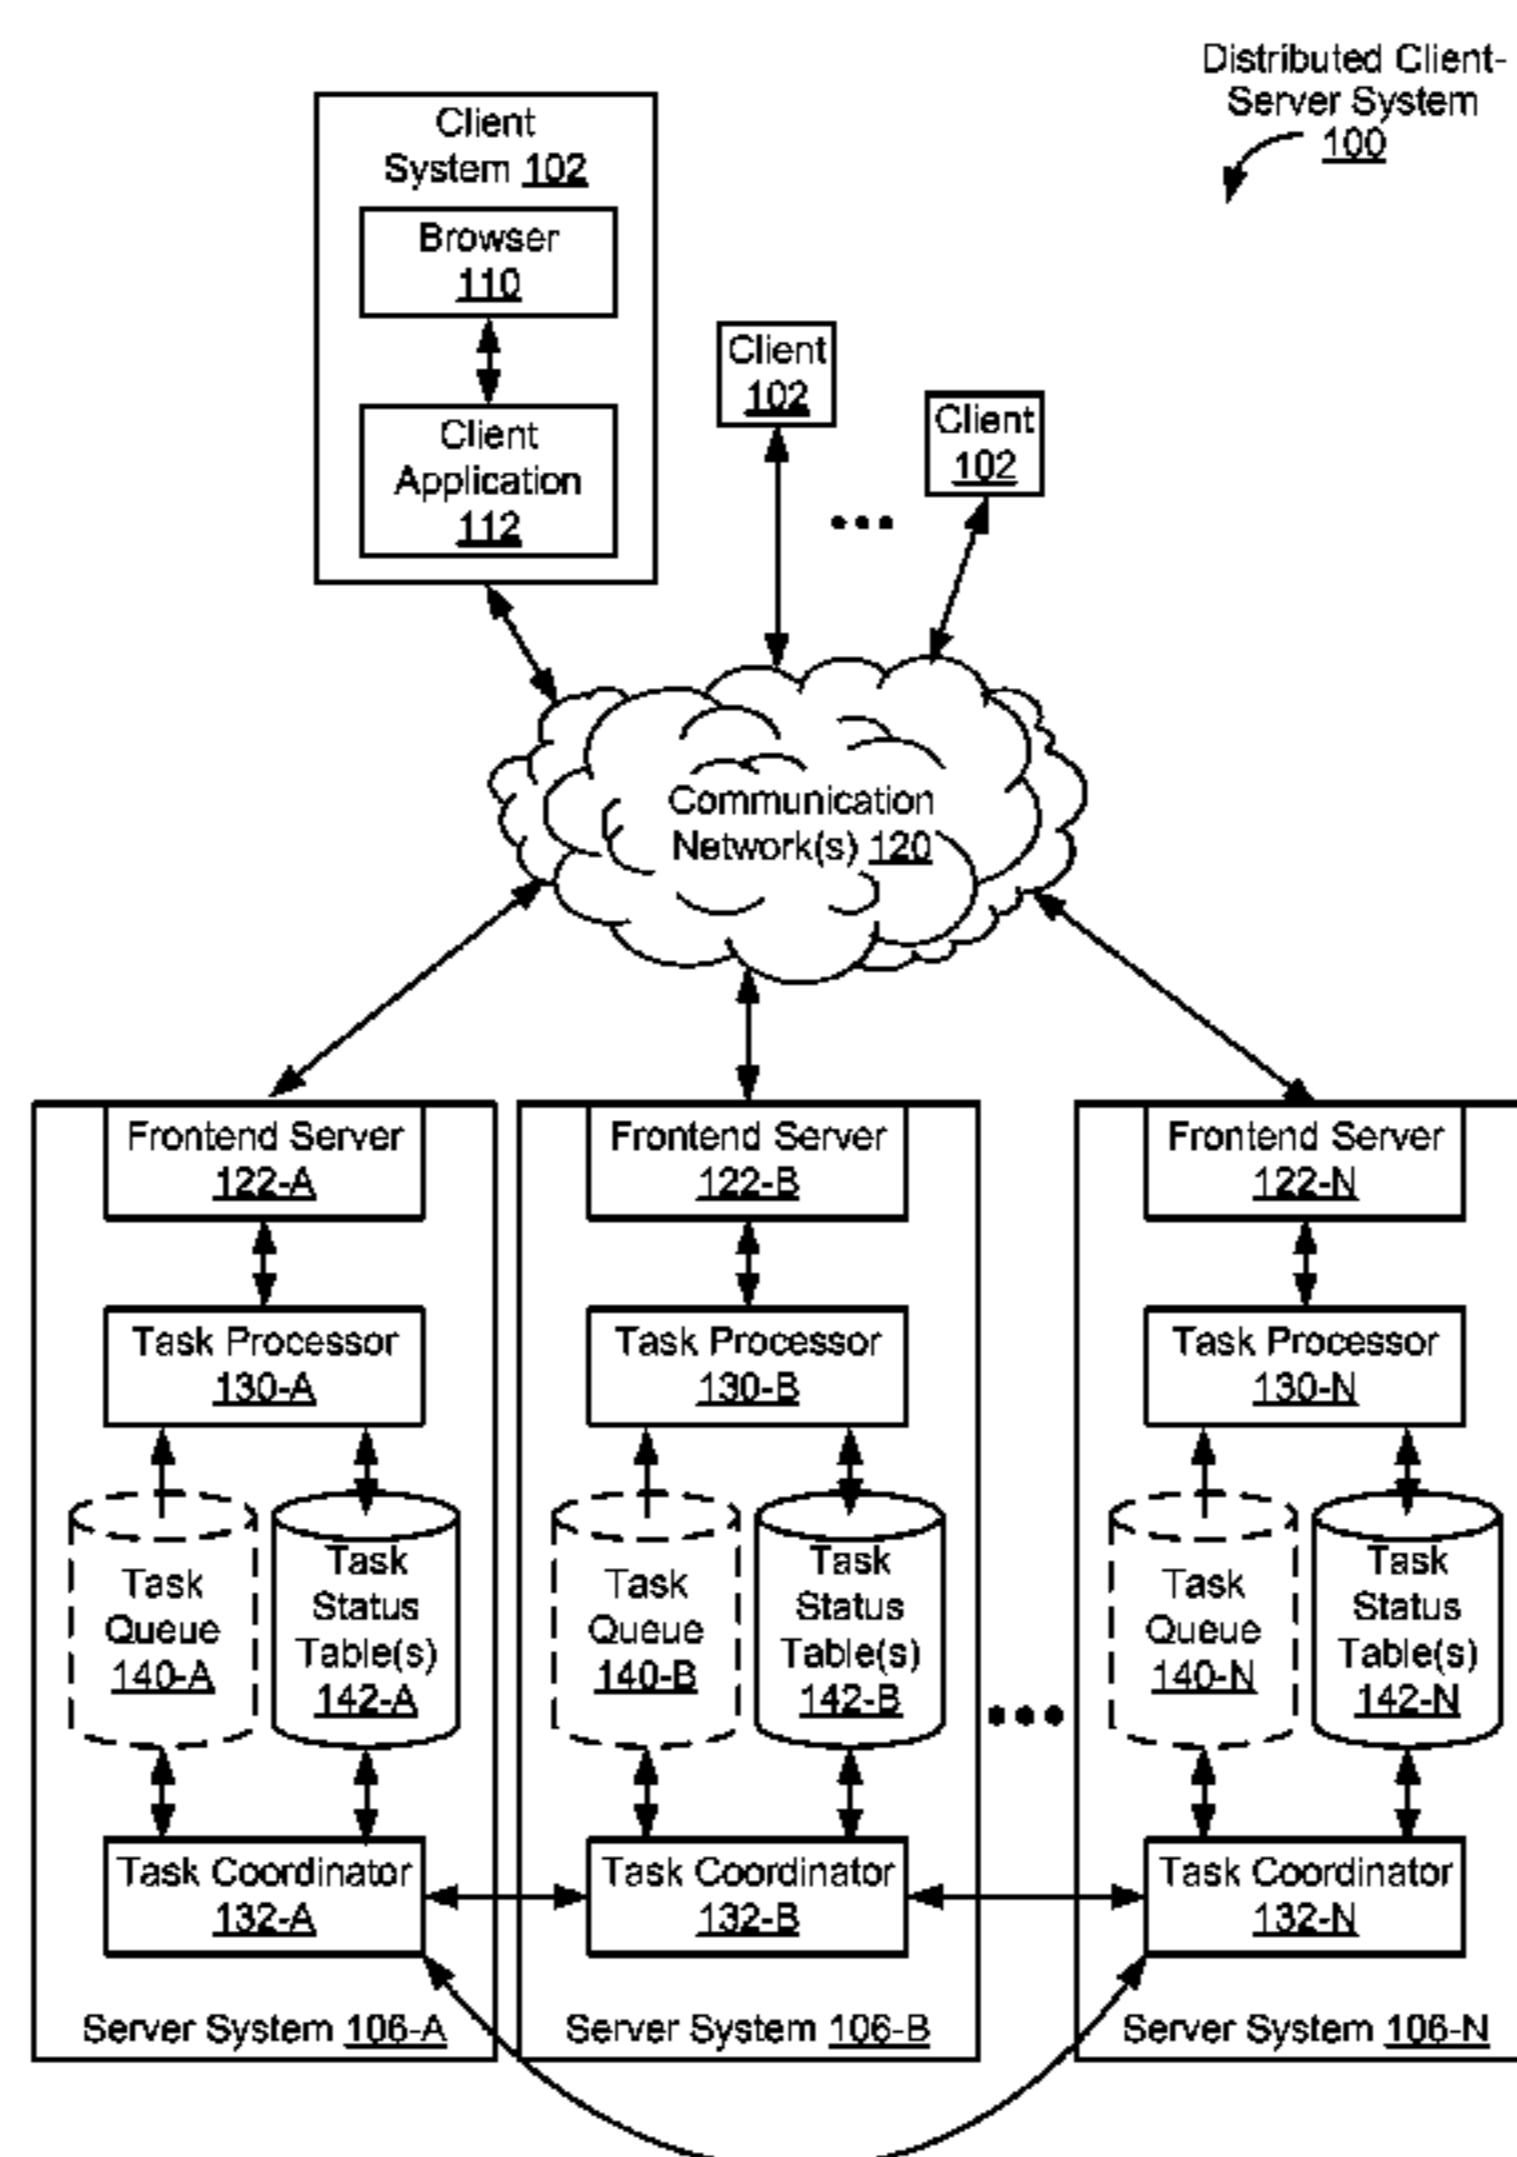 Distributed Client-
Server System
100
Client
System 102
Browser
110
Client
Application
112
Client
102
Client
102
Communication
Network(s) 120
Frontend Server
122-A
Task Processor
130-A
Task
Queue
140-A
Task
Status
Table(s)
142-A
Task Coordinator
132-A
Server System 106-A
Frontend Server
122-B
Task Processor
130-B
Task
Queue
140-B
Task
Status
Table(s)
142-B
Task Coordinator
132-B
Server System 106-B
Frontend Server
122-N
Task Processor
130-N
Task
Queue
140-N
Task
Status
Table(s)
142-N
Task Coordinator
132-N
Server System 106-N